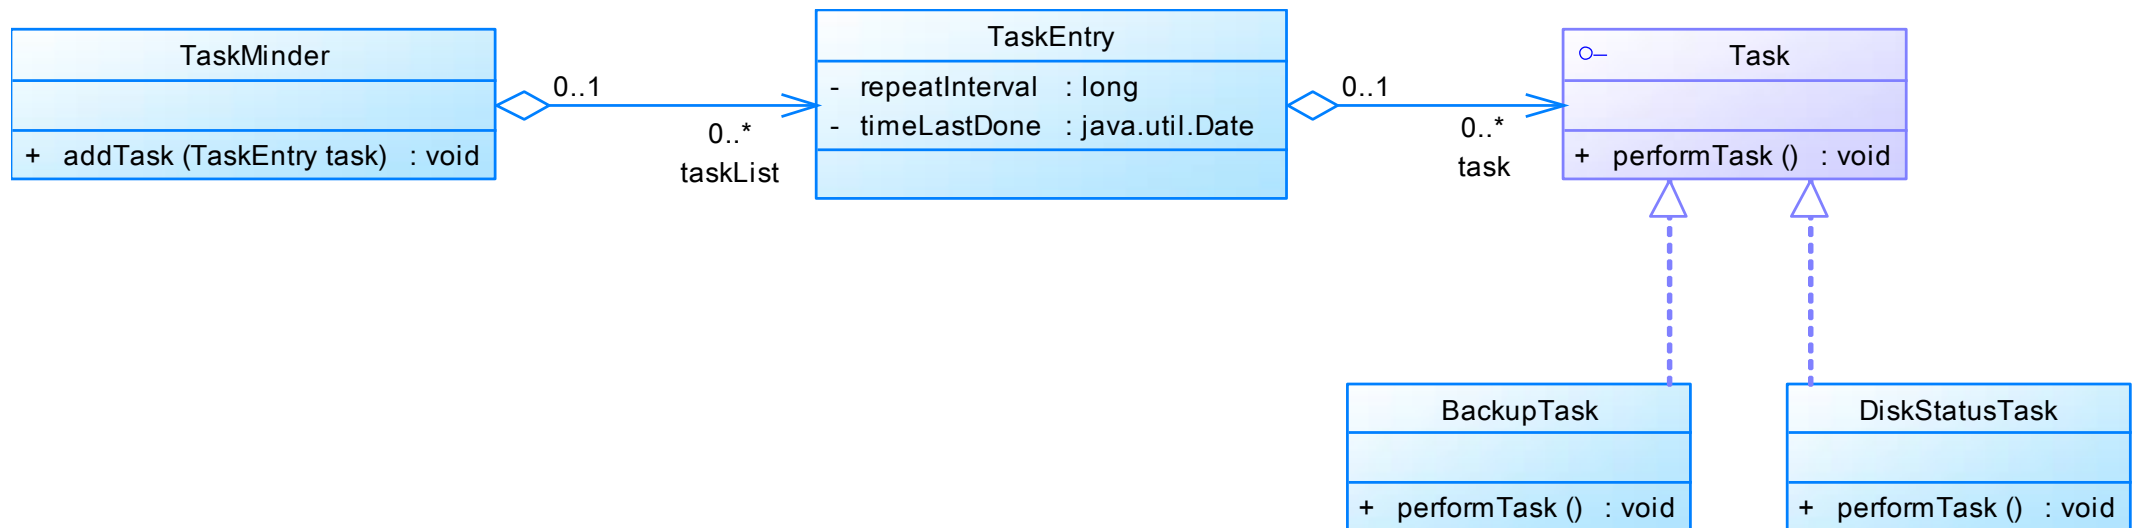 TaskMinder
+ addTask (TaskEntry task) : void
0..1
0..*
taskList
TaskEntry
- repeatInterval : long
- timeLastDone : java.util.Date
0..1
0..*
task
Task
+ performTask () : void
BackupTask
+ performTask () : void
DiskStatusTask
+ performTask () : void